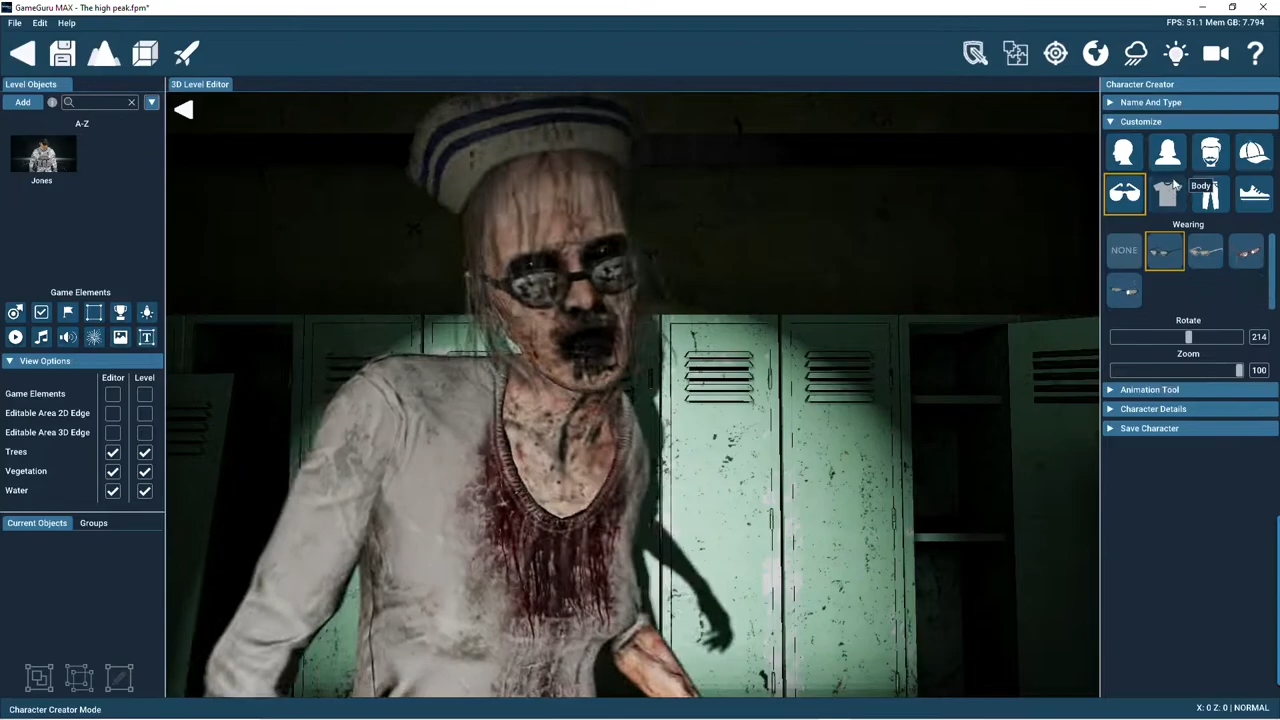 GameGuru MAX - The high peak.fpm*
File Edit Help
FPS: 51.1 Mem GB: 7.794
Level Objects
3D Level Editor
Character Creator
Add
Name And Type
A-Z
Customize
Jones
Body
Wearing
NONE
Game Elements
Rotate
214
Zoom
View Options
100
Editor Level
Animation Tool
Game Elements
Editable Area 2D Edge
Character Details
Editable Area 3D Edge
Save Character
Trees
Vegetation
Water
Current Objects Groups
Character Creator Mode
X: 0 Z: 0 | NORMAL